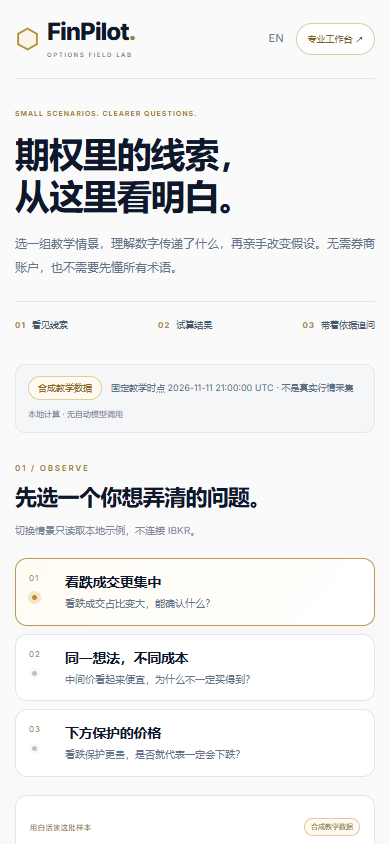 FinPilot.
OPTIONS FIELD LAB
EN
专业工作台 ↗
SMALL SCENARIOS. CLEARER QUESTIONS.
期权里的线索，
从这里看明白。
选一组教学情景，理解数字传递了什么，再亲手改变假设。无需券商
账户，也不需要先懂所有术语。
01 看见线索
02 试算结果
03 带着依据追问
合成教学数据 固定教学时点 2026-11-11 21:00:00 UTC · 不是真实行情采集
本地计算 · 无自动模型调用
01 / OBSERVE
先选一个你想弄清的问题。
切换情景只读取本地示例，不连接 IBKR。
01 看跌成交更集中
看跌成交占比变大，能确认什么？
02 同一想法，不同成本
中间价看起来便宜，为什么不一定买得到？
03 下方保护的价格
看跌保护更贵，是否就代表一定会下跌？
用白话读这批样本
合成教学数据